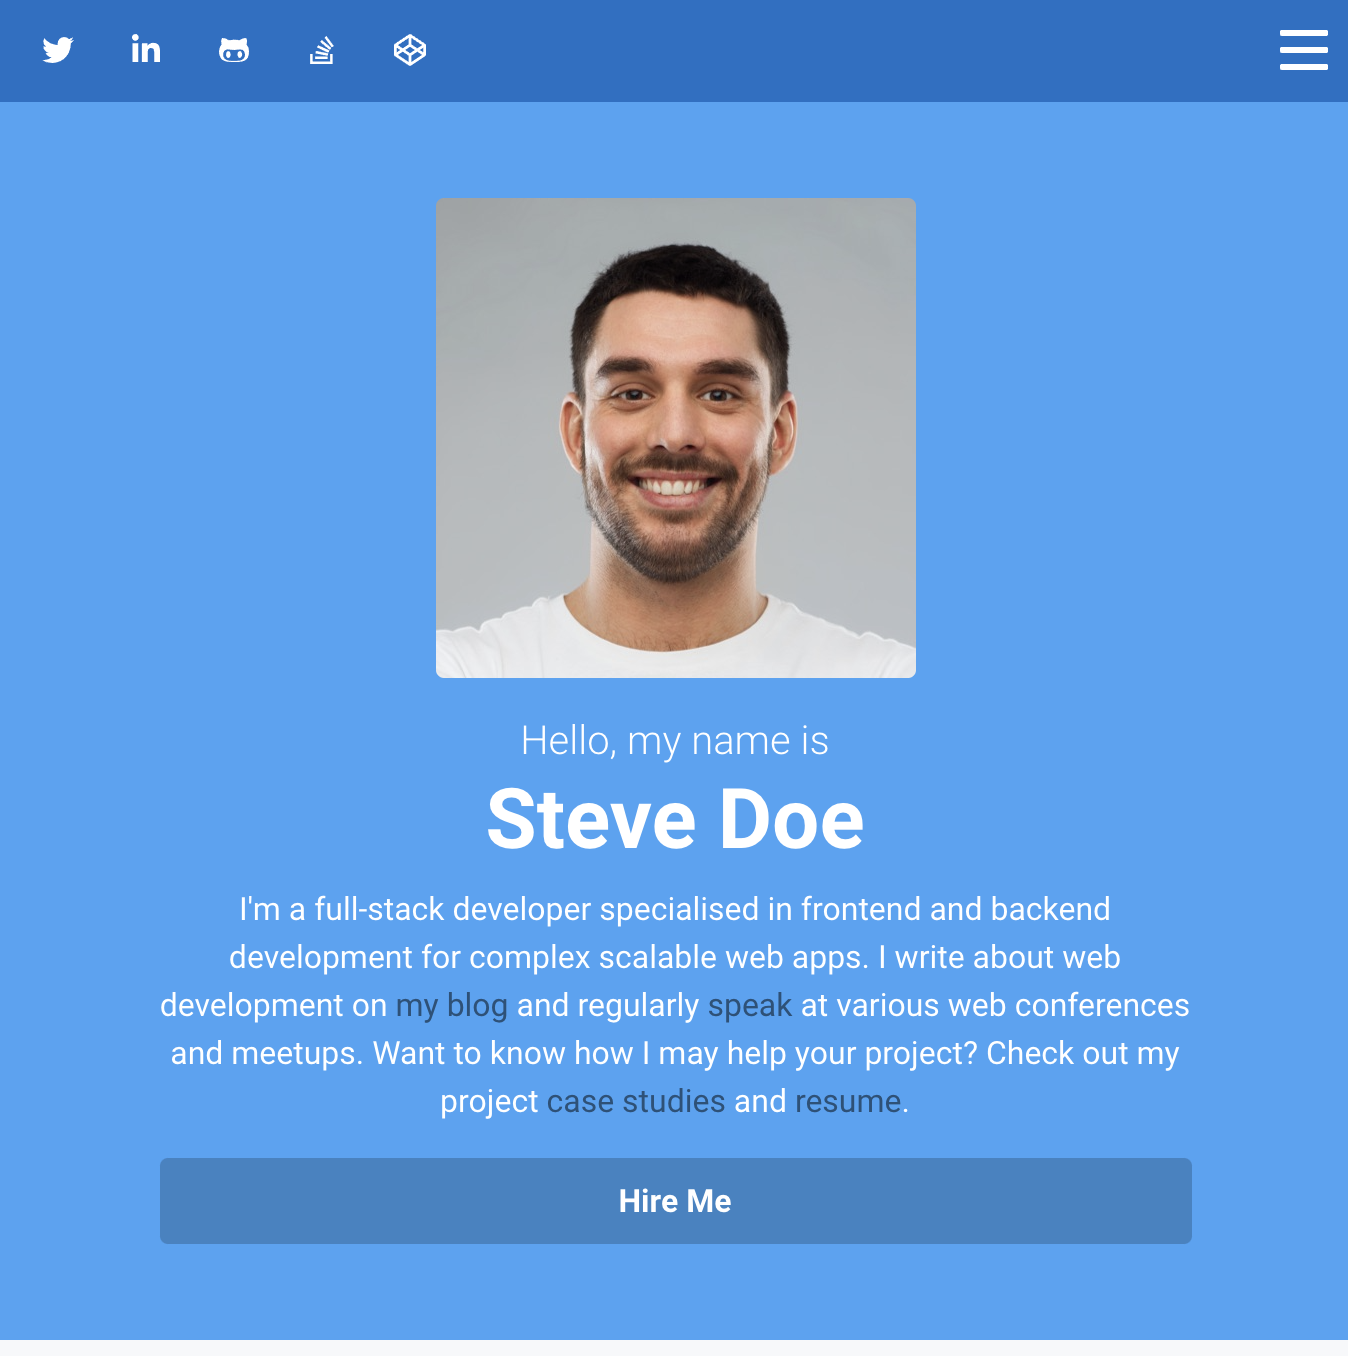 Hello, my name is
Steve Doe
I'm a full-stack developer specialised in frontend and backend
development for complex scalable web apps. I write about web
development on my blog and regularly speak at various web conferences
and meetups. Want to know how I may help your project? Check out my
project case studies and resume.
Hire Me